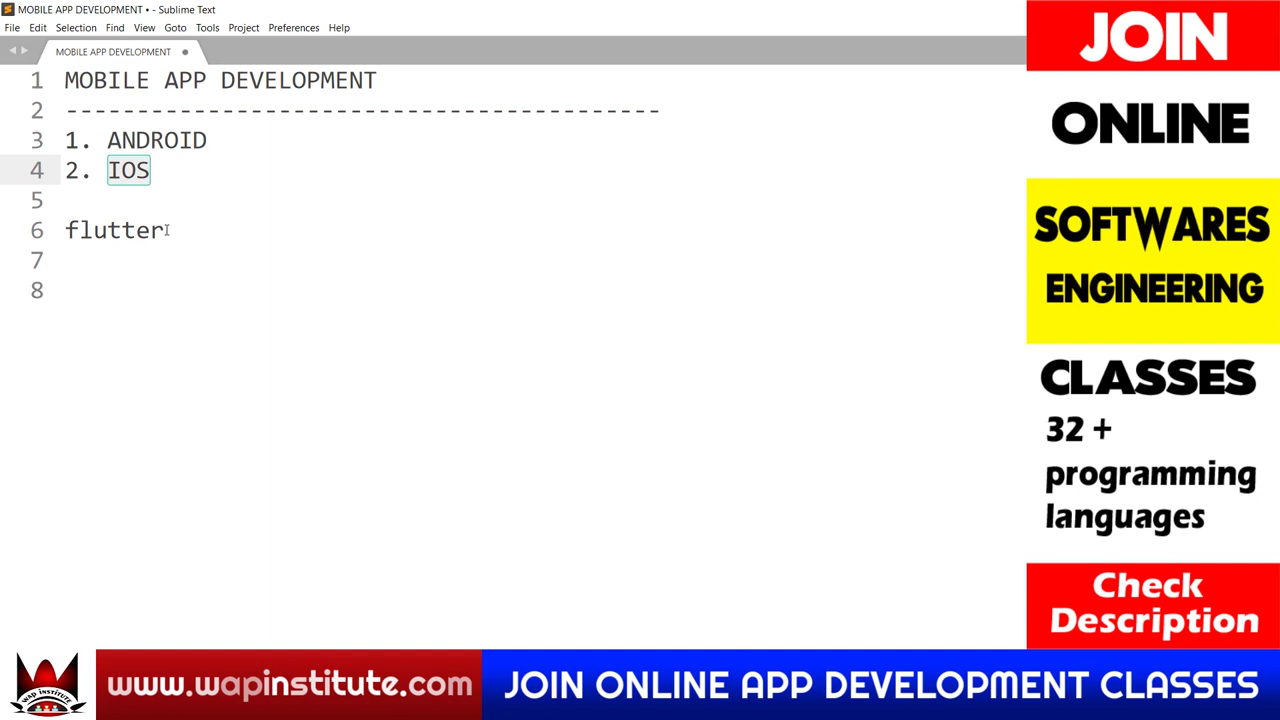 MOBILE APP DEVELOPMENT • - Sublime Text
File Edit Selection Find View Goto Tools Project Preferences Help
MOBILE APP DEVELOPMENT
1 MOBILE APP DEVELOPMENT
2 ------------------------------------------
3 1. ANDROID
4 2. IOS
5
6 flutter
7
8
JOIN
ONLINE
SOFTWARES
ENGINEERING
CLASSES
32 +
programming
languages
Check
Description
WAP INSTITUTE
www.wapinstitute.com
JOIN ONLINE APP DEVELOPMENT CLASSES